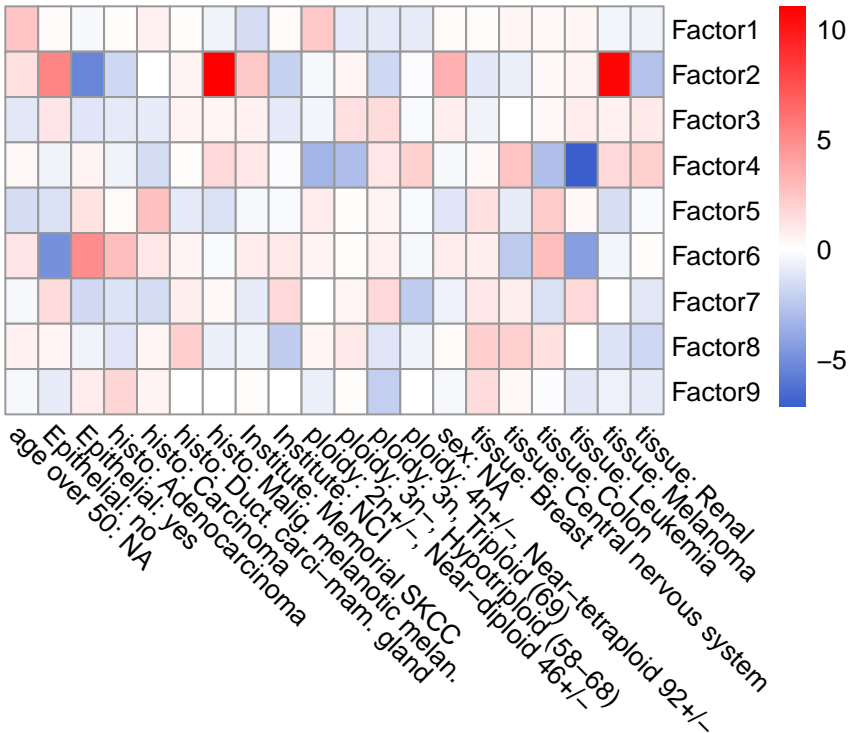 Factor1
Factor2
Factor3
Factor4
Factor5
Factor6
Factor7
Factor8
Factor9
10
5
0
−5
age over 50: NA
Epithelial: no
Epithelial: yes
histo: Adenocarcinoma
histo: Carcinoma
histo: Duct. carci−mam. gland
histo: Malig. melanotic melan.
Institute: Memorial SKCC
Institute: NCI
ploidy: 2n+/−, Near−diploid 46+/−
ploidy: 3n−, Hypotriploid (58−68)
ploidy: 3n, Triploid (69)
ploidy: 4n+/−, Near−tetraploid 92+/−
sex: NA
tissue: Breast
tissue: Central nervous system
tissue: Colon
tissue: Leukemia
tissue: Melanoma
tissue: Renal